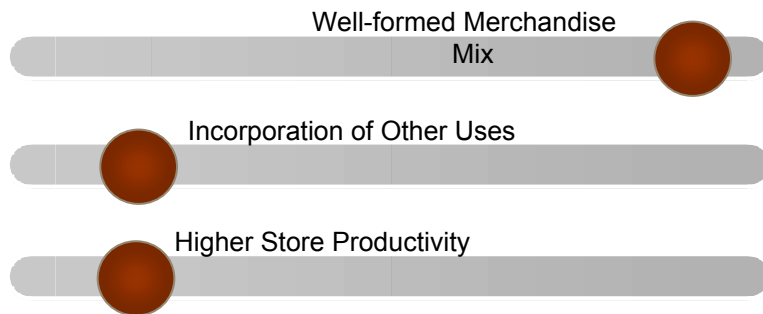 Well-formed Merchandise
Mix
Incorporation of Other Uses
Higher Store Productivity